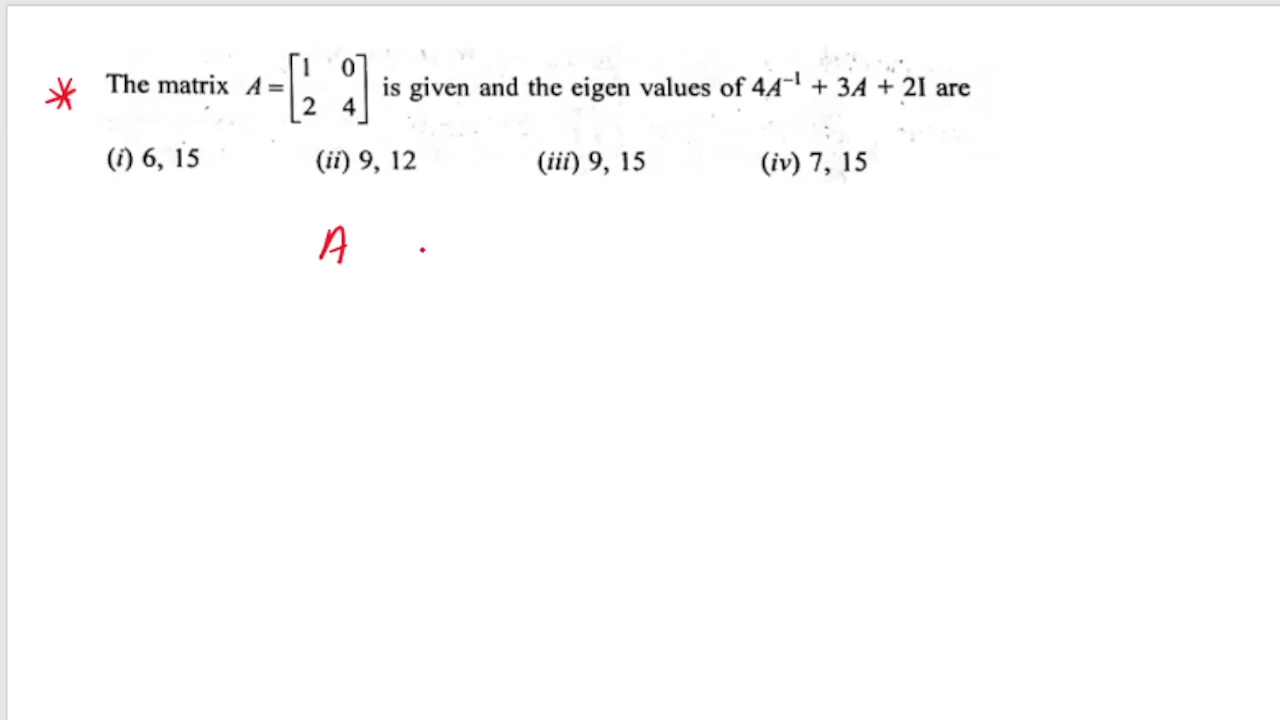 * The matrix A = [1 0 2 4] is given and the eigen values of 4A⁻¹ + 3A + 2I are
(i) 6, 15 (ii) 9, 12 (iii) 9, 15 (iv) 7, 15
A .